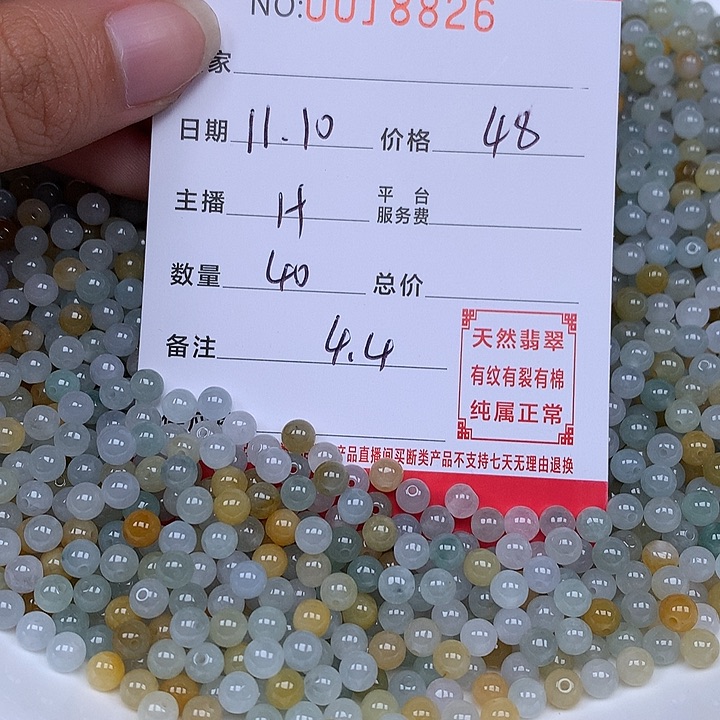 NO:0018826
家
日期 11.10 价格 48
主播 H 平台服务费
数量 40 总价
备注 4.4
天然翡翠
有纹有裂有棉
纯属正常
产品直播间买断类产品不支持七天无理由退换